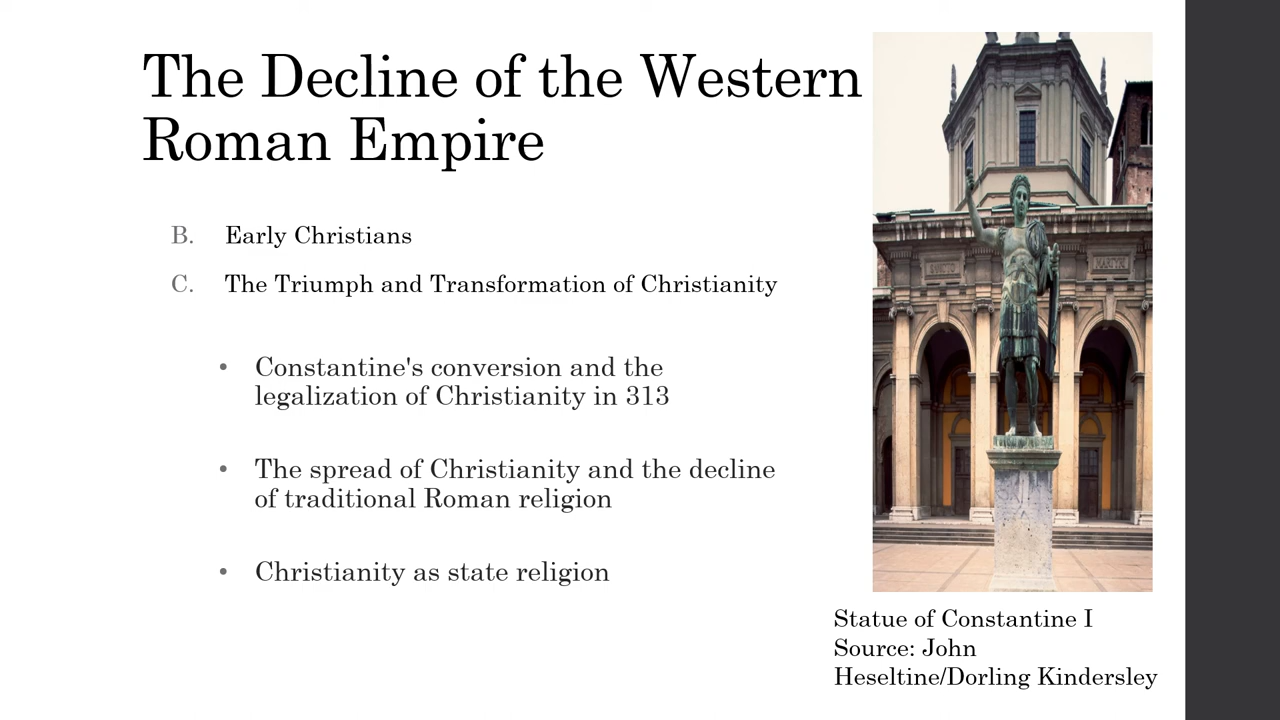 The Decline of the Western
Roman Empire
B. Early Christians
C. The Triumph and Transformation of Christianity
• Constantine's conversion and the
legalization of Christianity in 313
• The spread of Christianity and the decline
of traditional Roman religion
• Christianity as state religion
Statue of Constantine I
Source: John
Heseltine/Dorling Kindersley